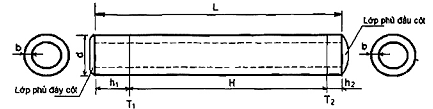 L
Lớp phủ đầu cột
b
d
b
Lớp phủ đáy cột
h₁
H
h₂
T₁
T₂